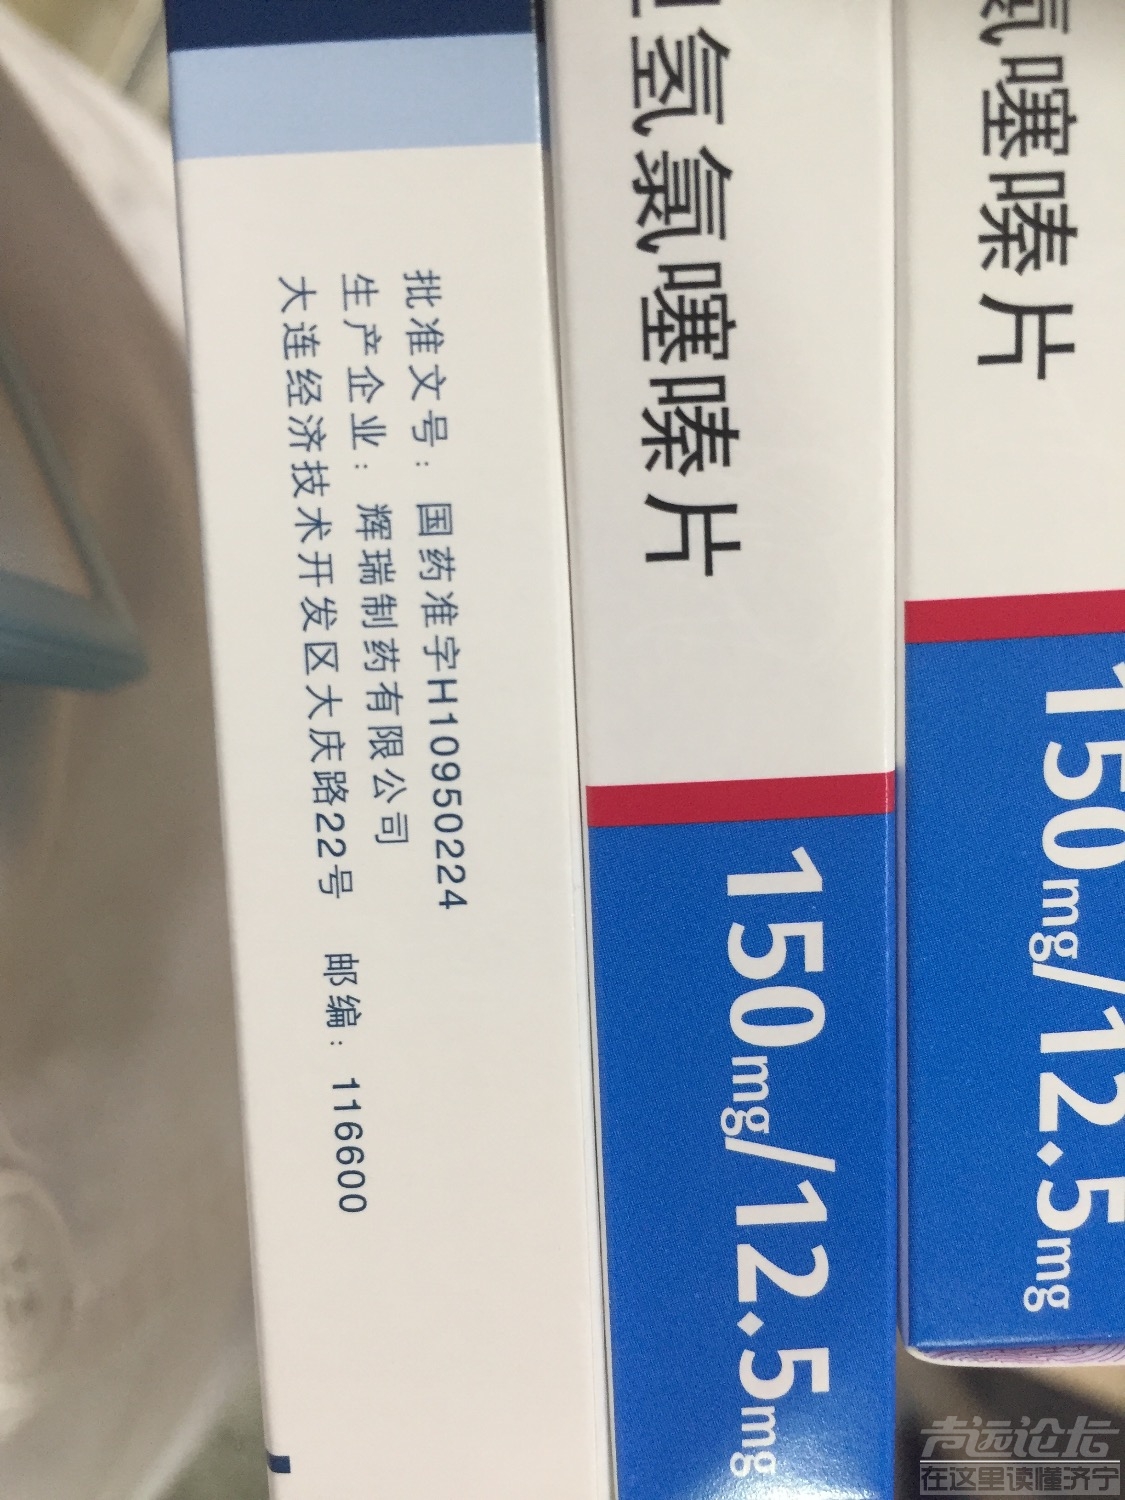 批准文号：国药准字H10950224
生产企业：辉瑞制药有限公司
大连经济技术开发区大庆路22号 邮编：116600
氢氯噻嗪片
150mg/12.5mg
噻嗪片
150mg/12.5mg
声远论坛
在这里读懂济宁